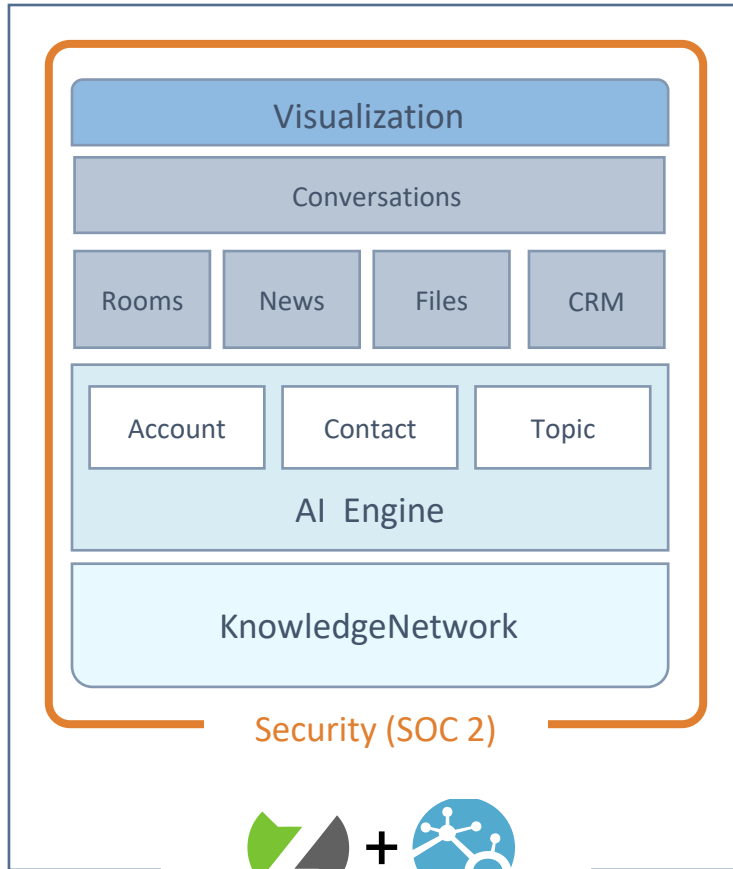 Visualization
Conversations
Rooms News Files CRM
Account Contact Topic
AI Engine
KnowledgeNetwork
Security (SOC 2)
+